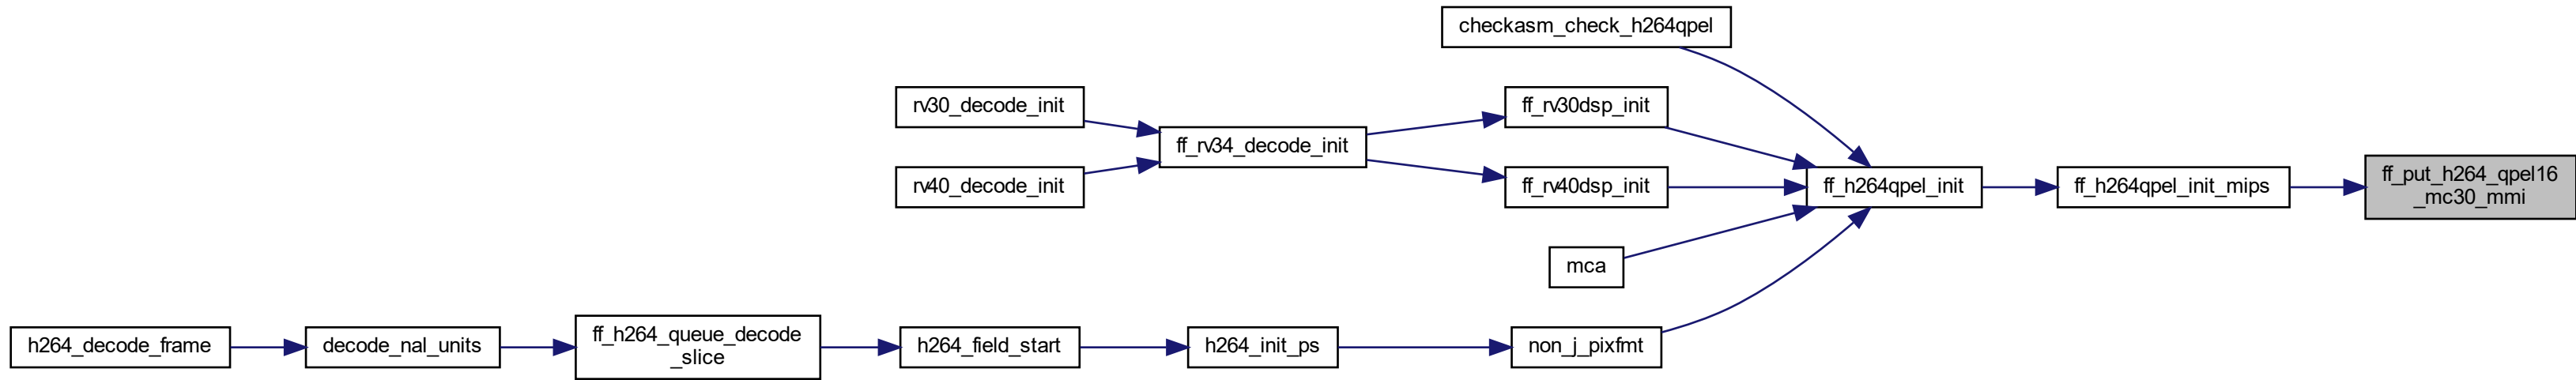 checkasm_check_h264qpel
rv30_decode_init
ff_rv30dsp_init
ff_rv34_decode_init
rv40_decode_init
ff_rv40dsp_init
ff_h264qpel_init
ff_h264qpel_init_mips
ff_put_h264_qpel16
_mc30_mmi
mca
h264_decode_frame
decode_nal_units
ff_h264_queue_decode
_slice
h264_field_start
h264_init_ps
non_j_pixfmt